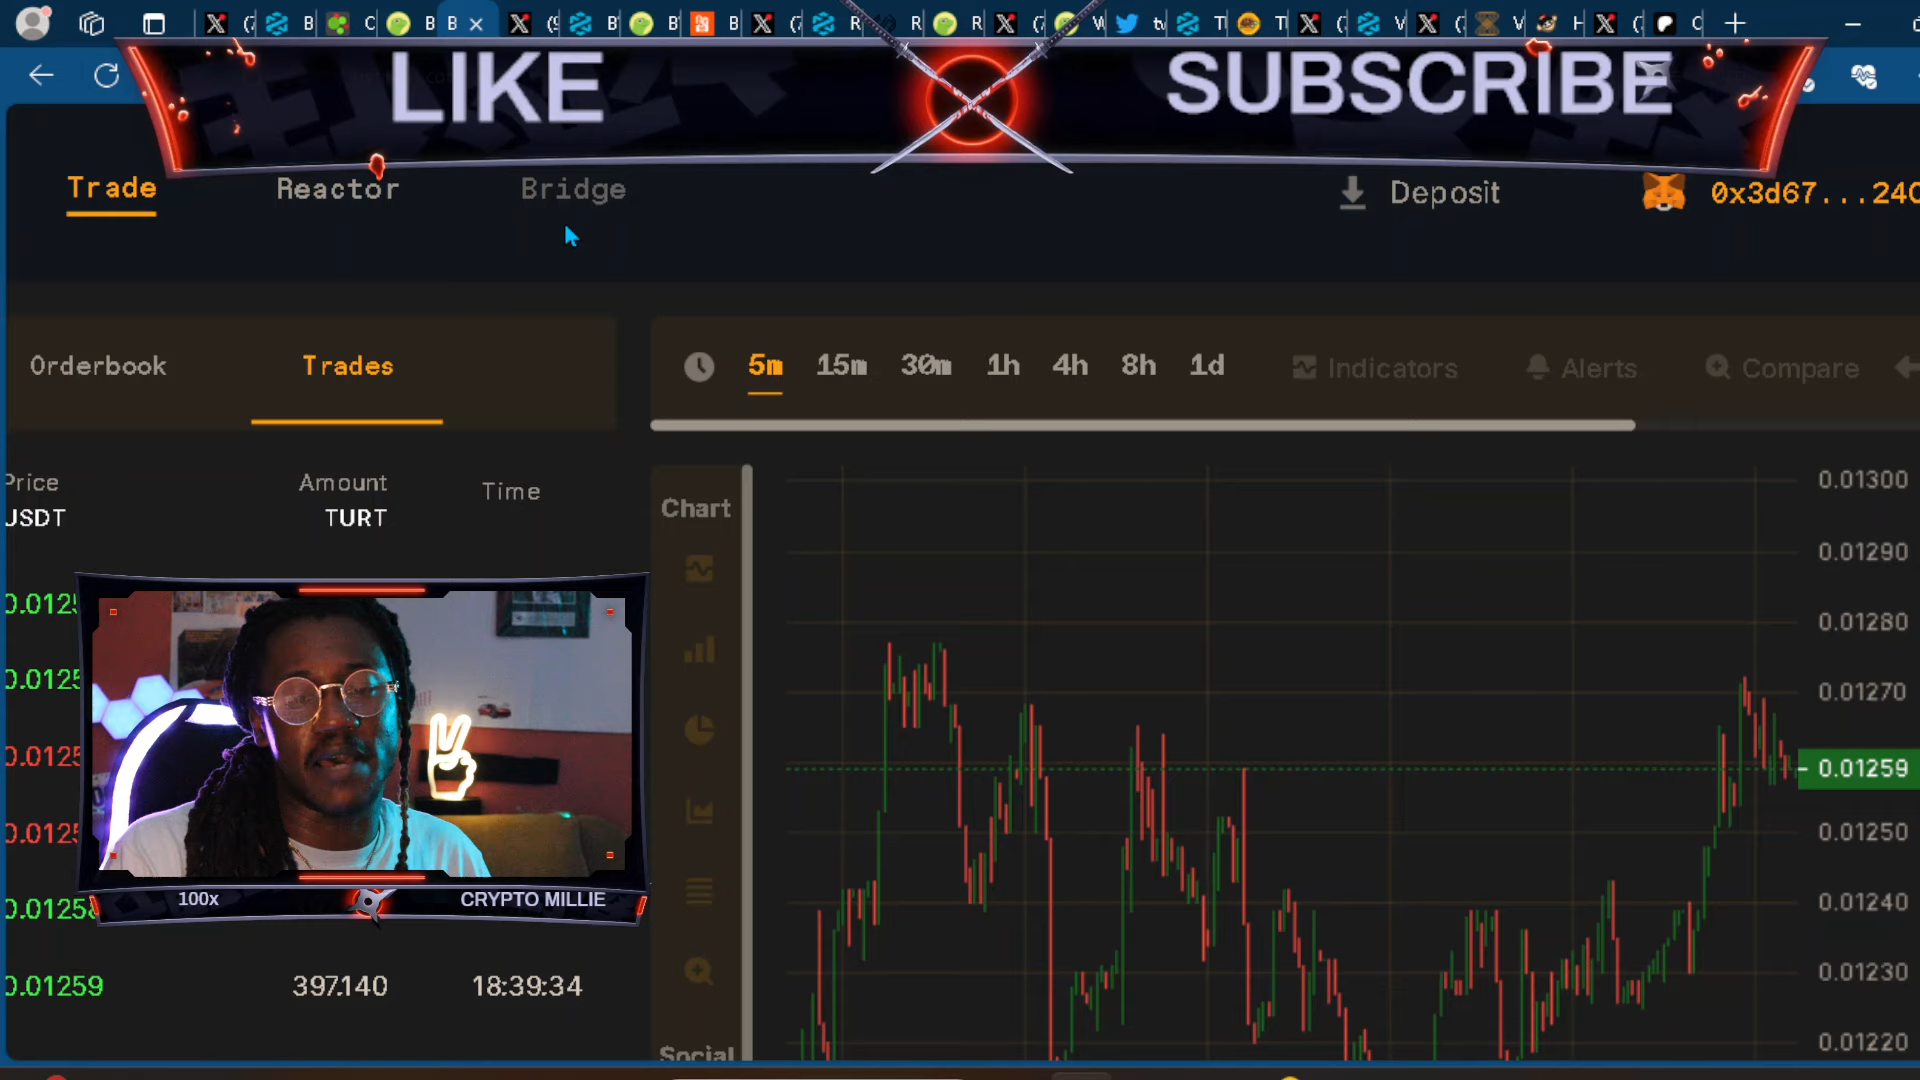 LIKE
SUBSCRIBE
Trade
Reactor
Bridge
Deposit
0x3d67...240
Orderbook
Trades
5m
15m
30m
1h
4h
8h
1d
Indicators
Alerts
Compare
Price
USDT
Amount
TURT
Time
0.01259
397.140
18:39:34
100x
CRYPTO MILLIE
Chart
Social
0.01300
0.01290
0.01280
0.01270
0.01259
0.01250
0.01240
0.01230
0.01220